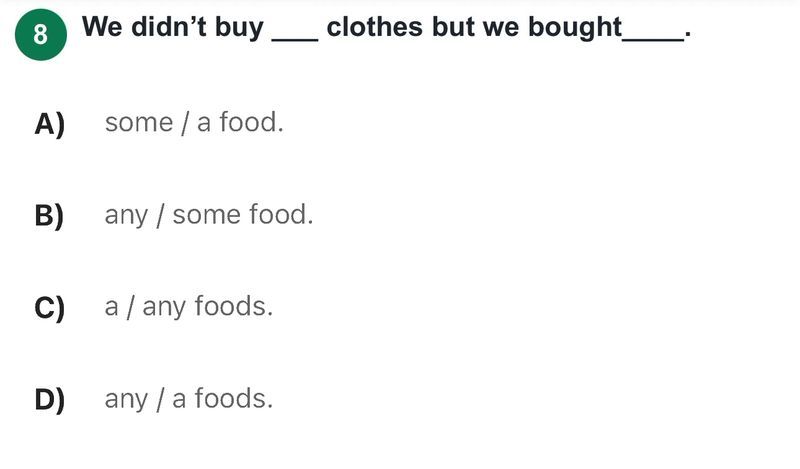 8 We didn’t buy ___ clothes but we bought____.
A) some / a food.
B) any / some food.
C) a / any foods.
D) any / a foods.